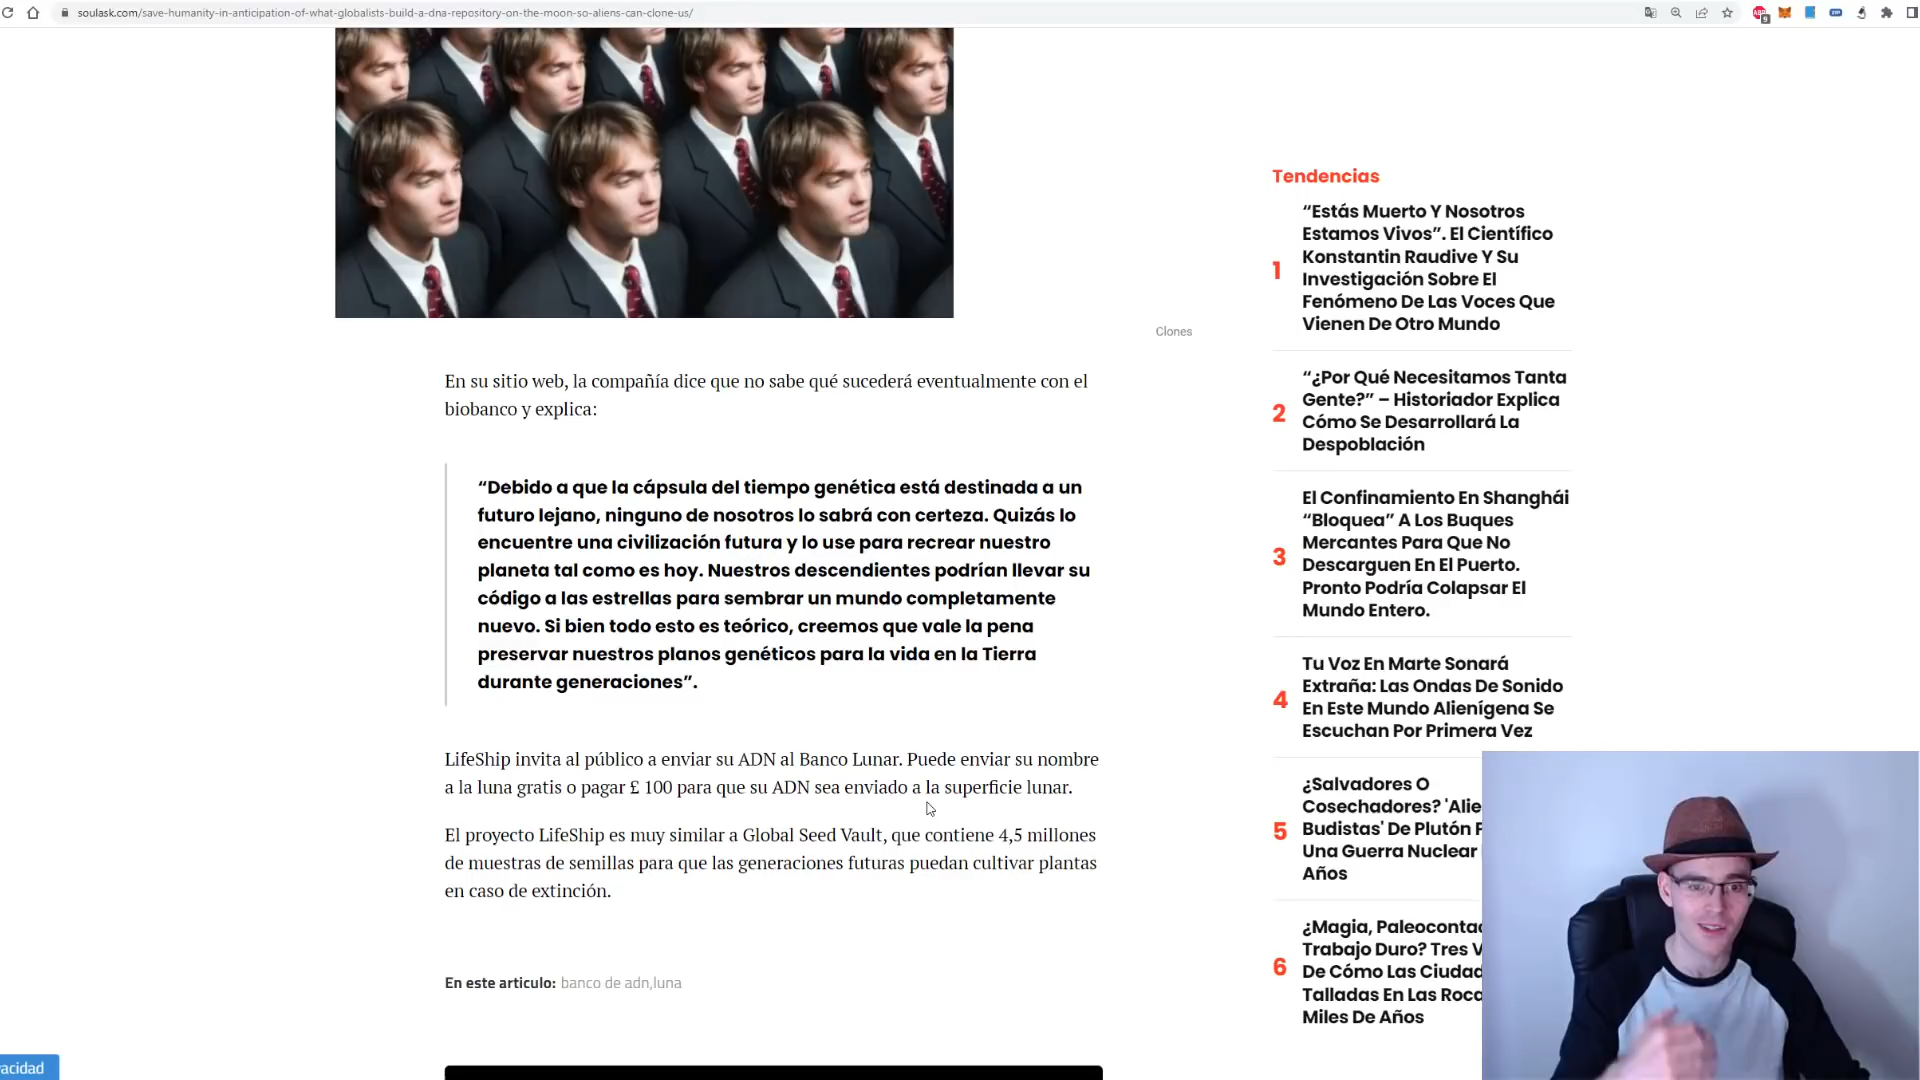 soulask.com/save-humanity-in-anticipation-of-what-globalists-build-a-dna-repository-on-the-moon-so-aliens-can-clone-us/
Clones
En su sitio web, la compañía dice que no sabe qué sucederá eventualmente con el
biobanco y explica:
“Debido a que la cápsula del tiempo genética está destinada a un
futuro lejano, ninguno de nosotros lo sabrá con certeza. Quizás lo
encuentre una civilización futura y lo use para recrear nuestro
planeta tal como es hoy. Nuestros descendientes podrían llevar su
código a las estrellas para sembrar un mundo completamente
nuevo. Si bien todo esto es teórico, creemos que vale la pena
preservar nuestros planos genéticos para la vida en la Tierra
durante generaciones”.
LifeShip invita al público a enviar su ADN al Banco Lunar. Puede enviar su nombre
a la luna gratis o pagar £ 100 para que su ADN sea enviado a la superficie lunar.
El proyecto LifeShip es muy similar a Global Seed Vault, que contiene 4,5 millones
de muestras de semillas para que las generaciones futuras puedan cultivar plantas
en caso de extinción.
En este articulo: banco de adn,luna
acidad
Tendencias
1
“Estás Muerto Y Nosotros
Estamos Vivos”. El Científico
Konstantin Raudive Y Su
Investigación Sobre El
Fenómeno De Las Voces Que
Vienen De Otro Mundo
2
“¿Por Qué Necesitamos Tanta
Gente?” – Historiador Explica
Cómo Se Desarrollará La
Despoblación
3
El Confinamiento En Shanghái
“Bloquea” A Los Buques
Mercantes Para Que No
Descarguen En El Puerto.
Pronto Podría Colapsar El
Mundo Entero.
4
Tu Voz En Marte Sonará
Extraña: Las Ondas De Sonido
En Este Mundo Alienígena Se
Escuchan Por Primera Vez
5
¿Salvadores O
Cosechadores? 'Alie
Budistas' De Plutón P
Una Guerra Nuclear
Años
6
¿Magia, Paleoconta
Trabajo Duro? Tres V
De Cómo Las Ciudad
Talladas En Las Roca
Miles De Años